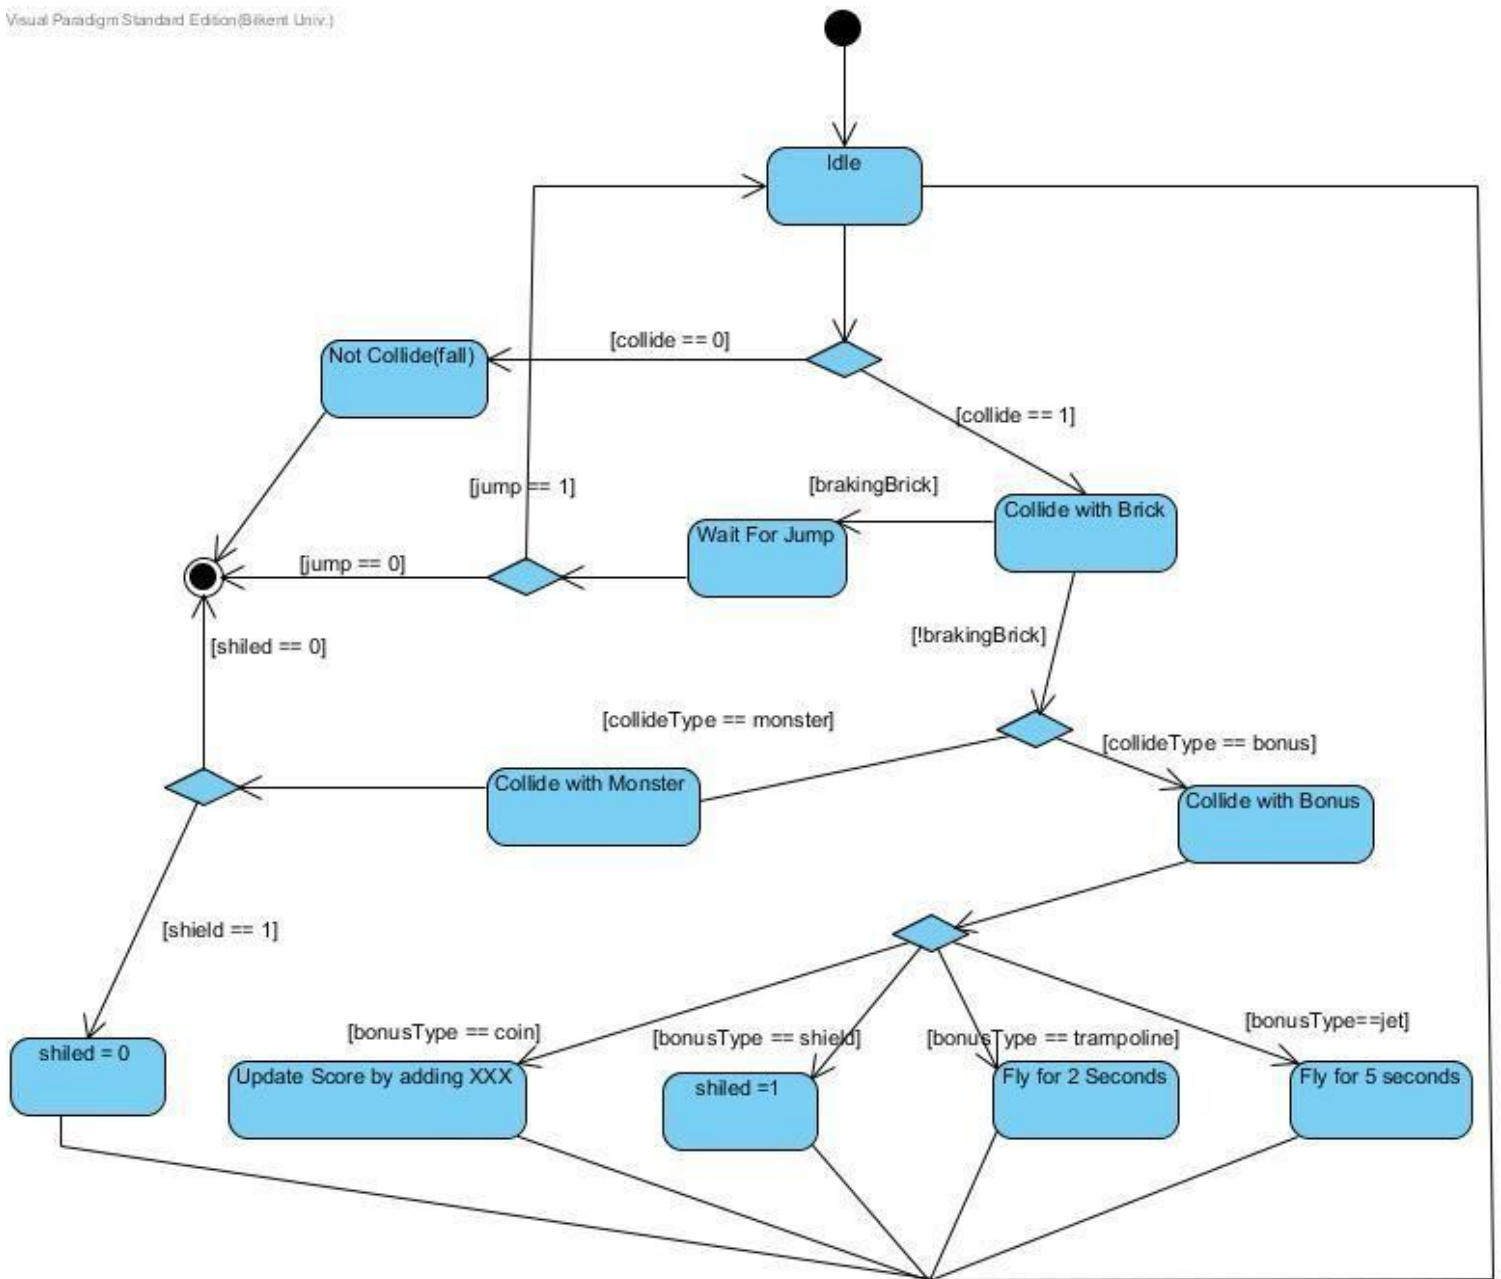 Visual Paradigm Standard Edition(Bilkent Univ.)
Idle
[collide == 0]
Not Collide(fall)
[collide == 1]
[jump == 1]
[brakingBrick]
Collide with Brick
Wait For Jump
[jump == 0]
[shiled == 0]
[!brakingBrick]
[collideType == monster]
[collideType == bonus]
Collide with Monster
Collide with Bonus
[shield == 1]
[bonusType == coin]
[bonusType == shield]
[bonusType == trampoline]
[bonusType==jet]
shiled = 0
Update Score by adding XXX
shiled =1
Fly for 2 Seconds
Fly for 5 seconds